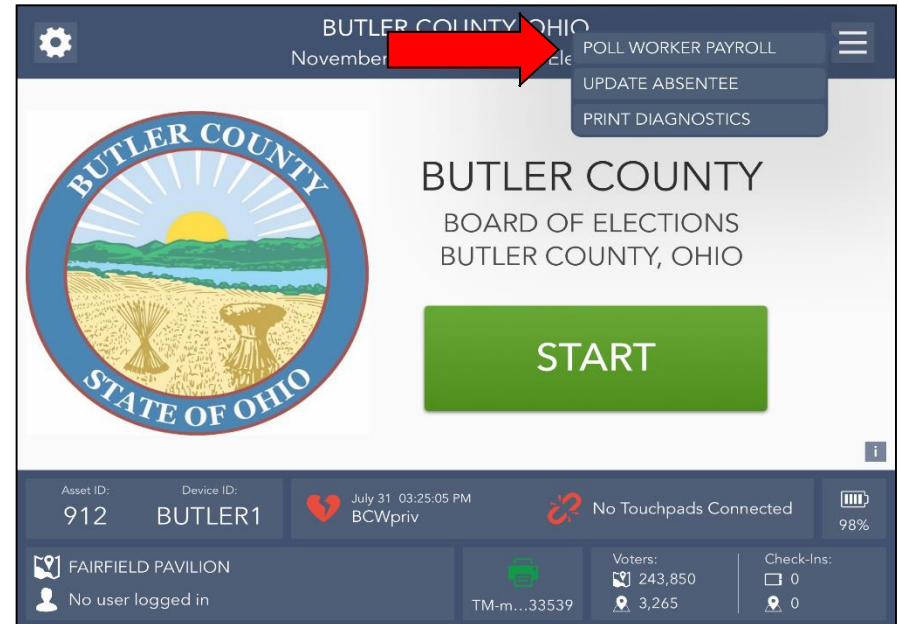 BUTLER COUNTY, OHIO
November
Ele
POLL WORKER PAYROLL
UPDATE ABSENTEE
PRINT DIAGNOSTICS
BUTLER COUNTY
STATE OF OHIO
BUTLER COUNTY
BOARD OF ELECTIONS
BUTLER COUNTY, OHIO
START
i
Asset ID:
912
Device ID:
BUTLER1
July 31 03:25:05 PM
BCWpriv
No Touchpads Connected
98%
FAIRFIELD PAVILION
No user logged in
TM-m...33539
Voters:
243,850
3,265
Check-Ins:
0
0